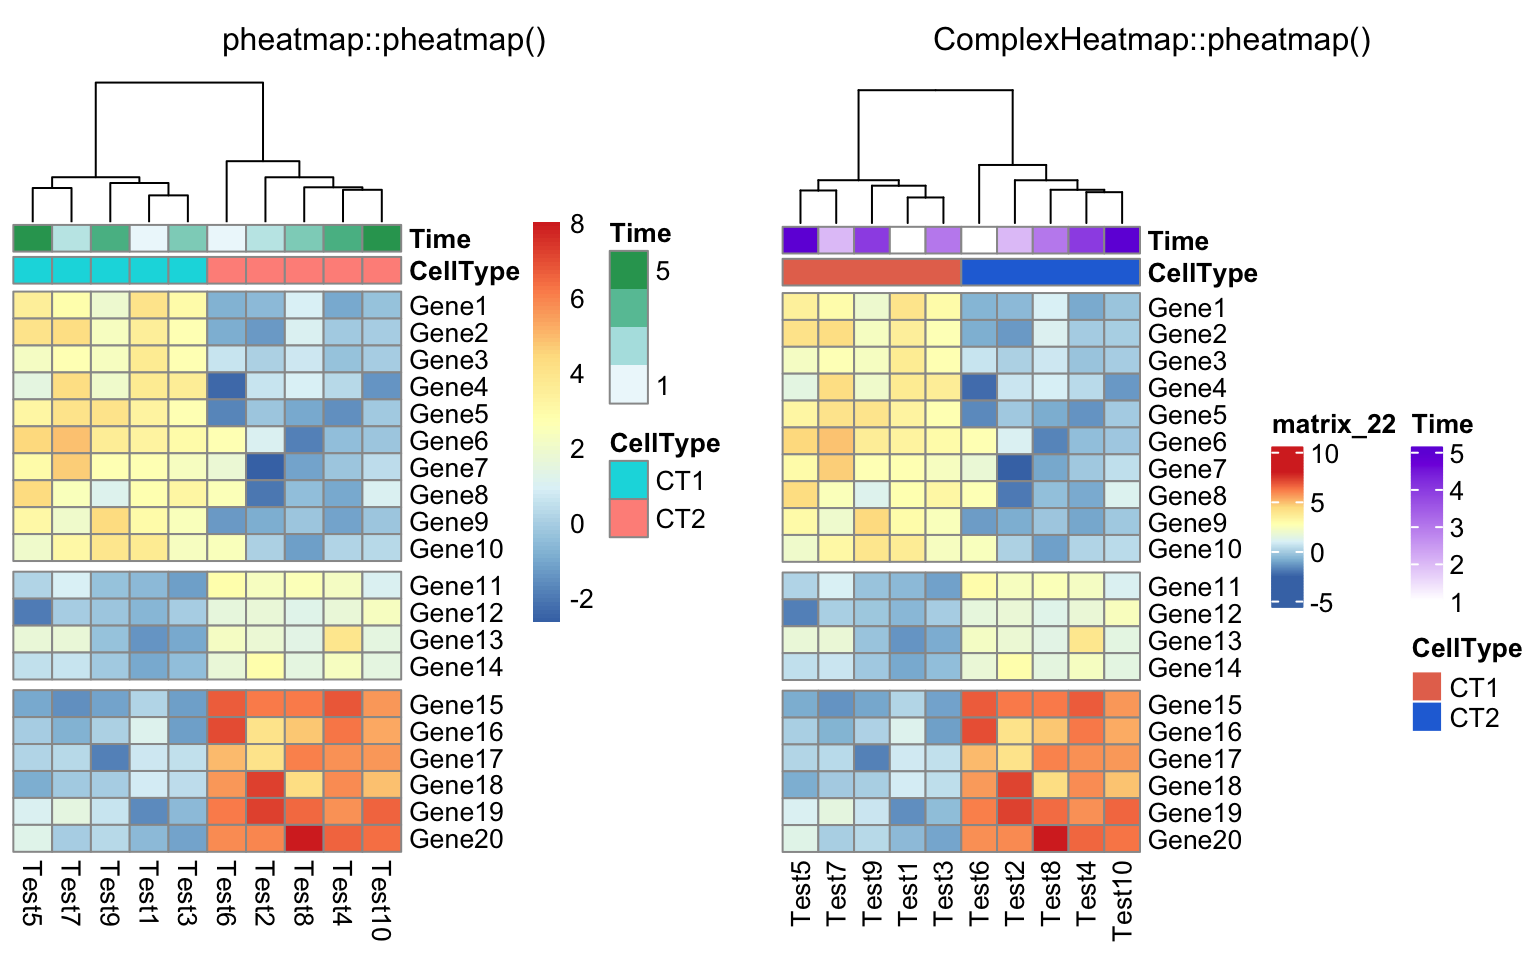 pheatmap::pheatmap()
Time
CellType
Gene1
Gene2
Gene3
Gene4
Gene5
Gene6
Gene7
Gene8
Gene9
Gene10
Gene11
Gene12
Gene13
Gene14
Gene15
Gene16
Gene17
Gene18
Gene19
Gene20
Test5
Test7
Test9
Test1
Test3
Test6
Test2
Test8
Test4
Test10
8
6
4
2
0
-2
Time
5
1
CellType
CT1
CT2
ComplexHeatmap::pheatmap()
Time
CellType
Gene1
Gene2
Gene3
Gene4
Gene5
Gene6
Gene7
Gene8
Gene9
Gene10
Gene11
Gene12
Gene13
Gene14
Gene15
Gene16
Gene17
Gene18
Gene19
Gene20
Test5
Test7
Test9
Test1
Test3
Test6
Test2
Test8
Test4
Test10
matrix_22
10
5
0
-5
Time
5
4
3
2
1
CellType
CT1
CT2